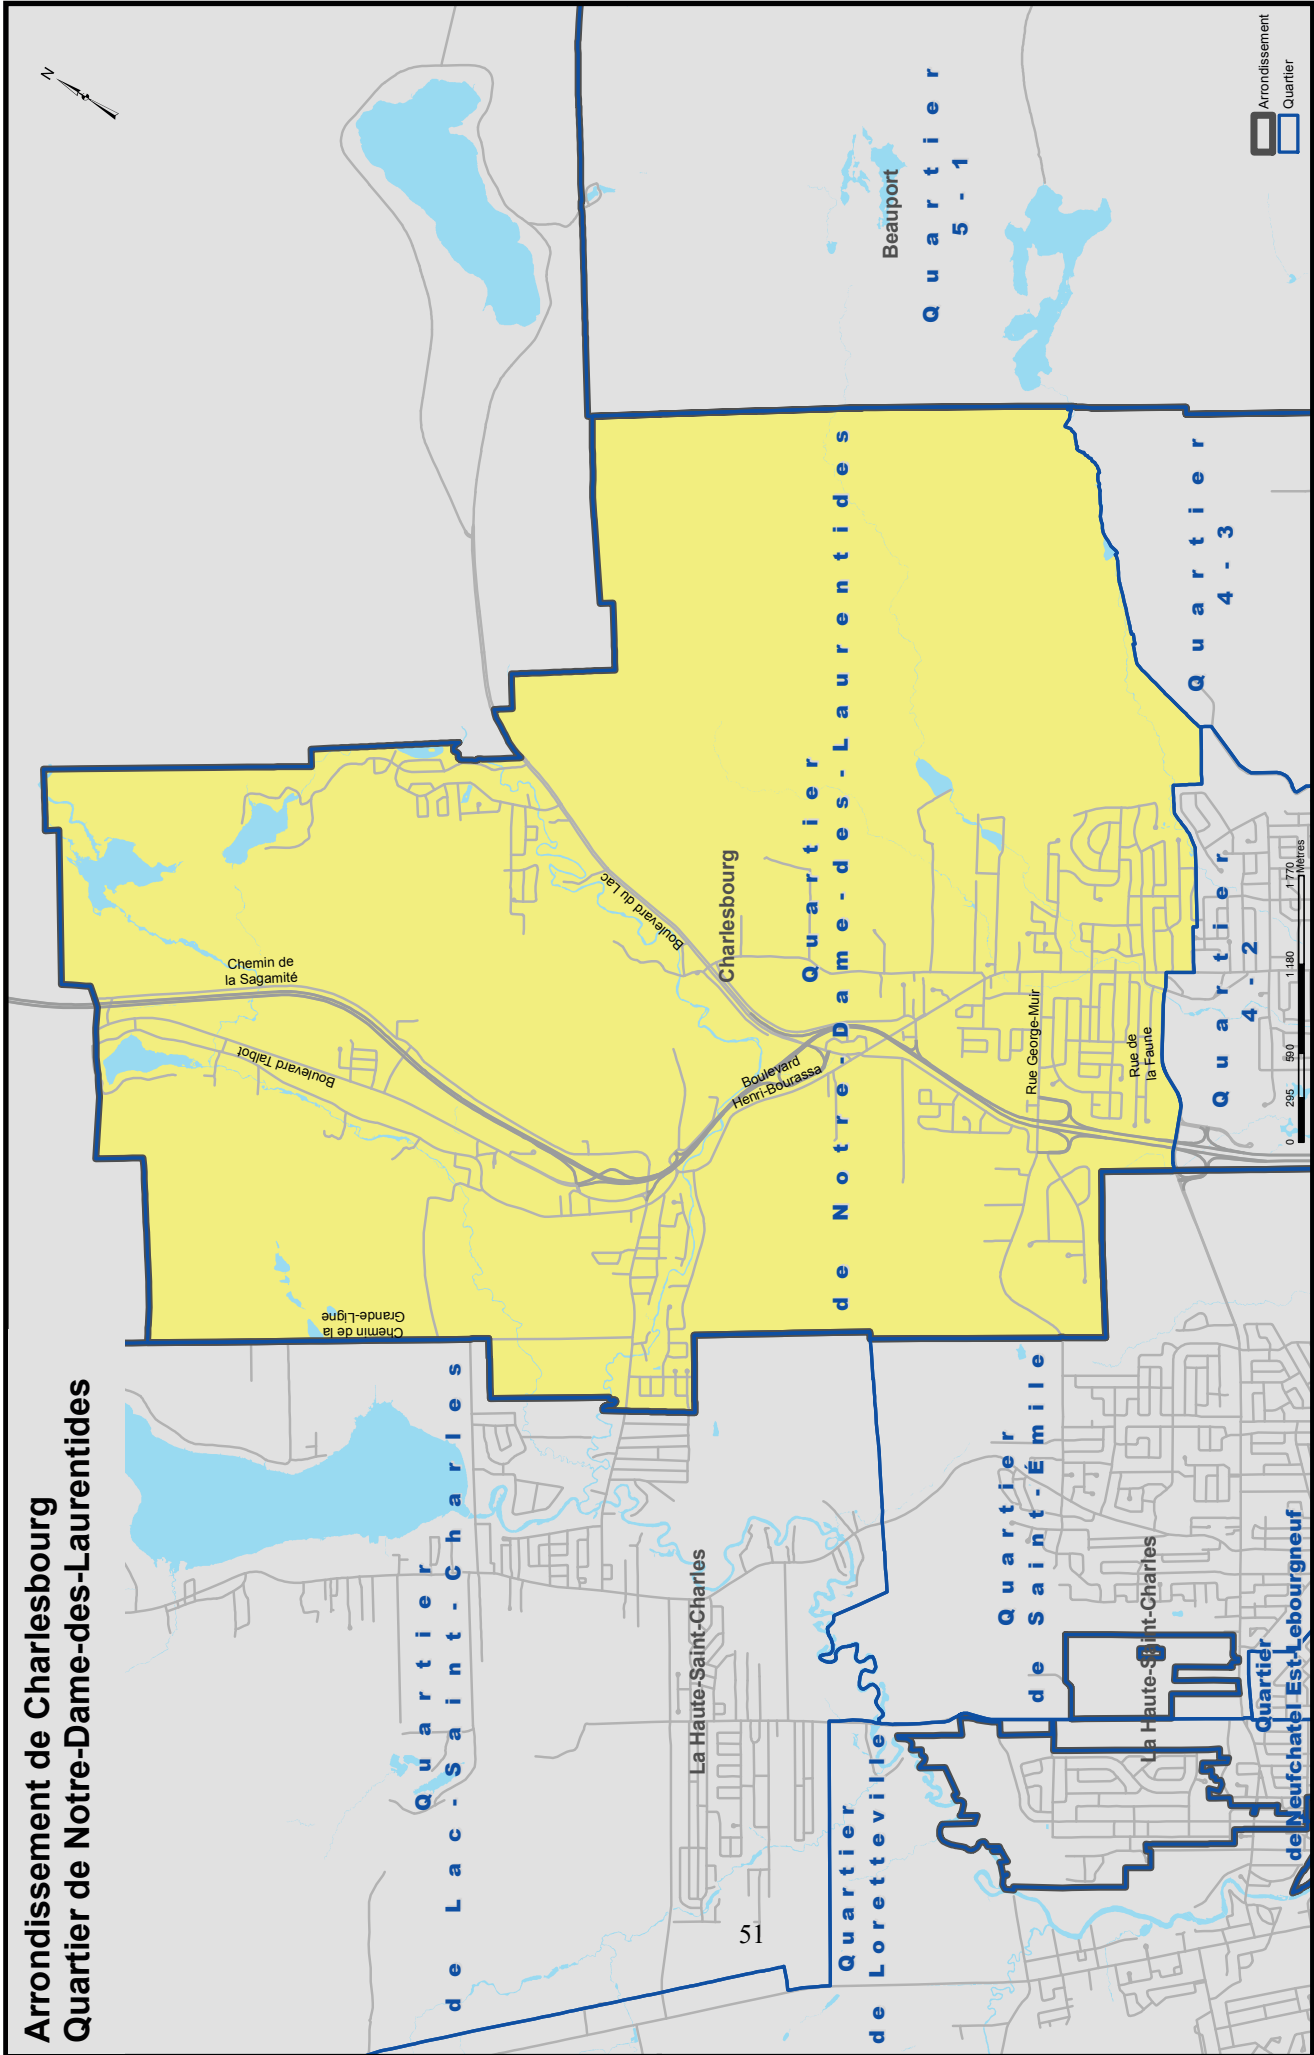 Arrondissement de Charlesbourg
Quartier de Notre-Dame-des-Laurentides
N
Quartier
de Lac-Saint-Charles
Chemin de la
Grande-Ligne
Boulevard Talbot
Chemin de
la Sagamité
Boulevard du Lac
Boulevard
Henri-Bourassa
Charlesbourg
Quartier
de Notre-Dame-des-Laurentides
Rue George-Muir
Rue de
la Faune
Beauport
Quartier
5-1
Quartier
4-3
Quartier
4-2
La Haute-Saint-Charles
Quartier
de Saint-Émile
La Haute-Saint-Charles
Quartier
de Loretteville
Quartier
de Neufchatel Est-Lebourgneuf
0 295 590 1 180 1 770
Mètres
Arrondissement
Quartier
51